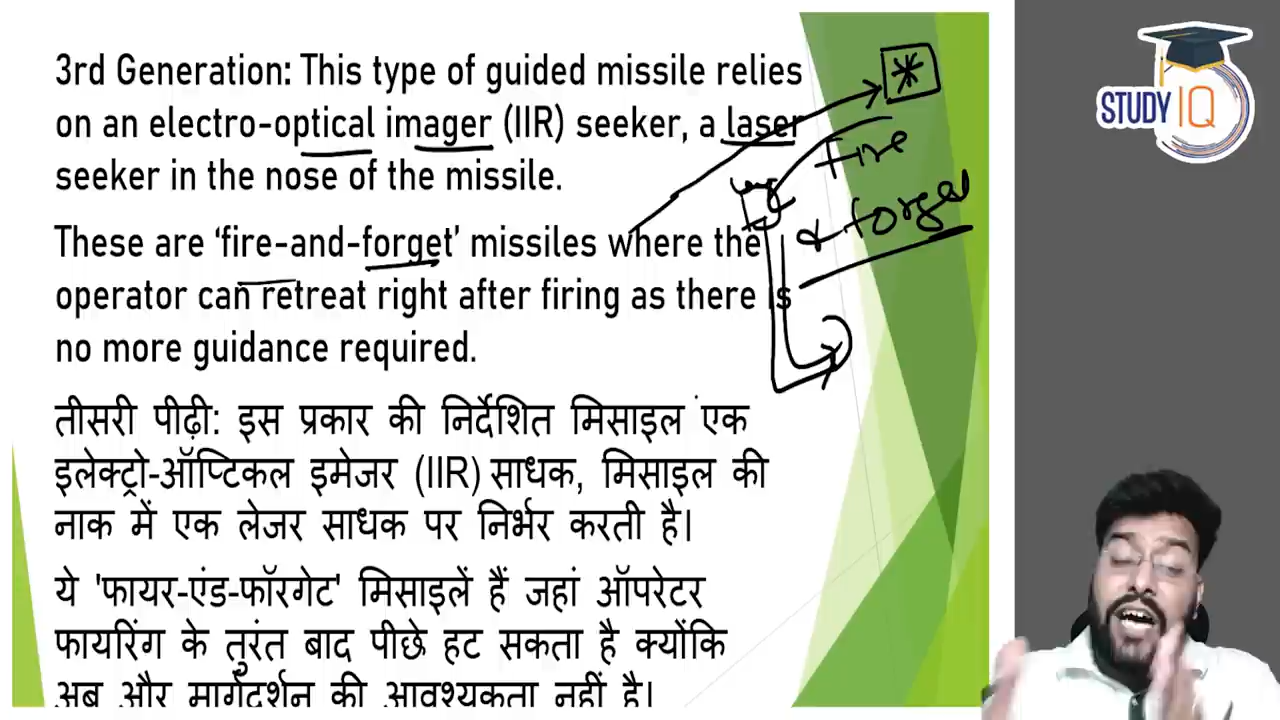 3rd Generation: This type of guided missile relies
on an electro-optical imager (IIR) seeker, a laser
seeker in the nose of the missile.
These are ‘fire-and-forget’ missiles where the
operator can retreat right after firing as there is
no more guidance required.
तीसरी पीढ़ी: इस प्रकार की निर्देशित मिसाइल एक
इलेक्ट्रो-ऑप्टिकल इमेजर (IIR) साधक, मिसाइल की
नाक में एक लेजर साधक पर निर्भर करती है।
ये 'फायर-एंड-फॉरगेट' मिसाइलें हैं जहां ऑपरेटर
फायरिंग के तुरंत बाद पीछे हट सकता है क्योंकि
अब और मार्गदर्शन की आवश्यकता नहीं है।
Fire
& forget
STUDY IQ